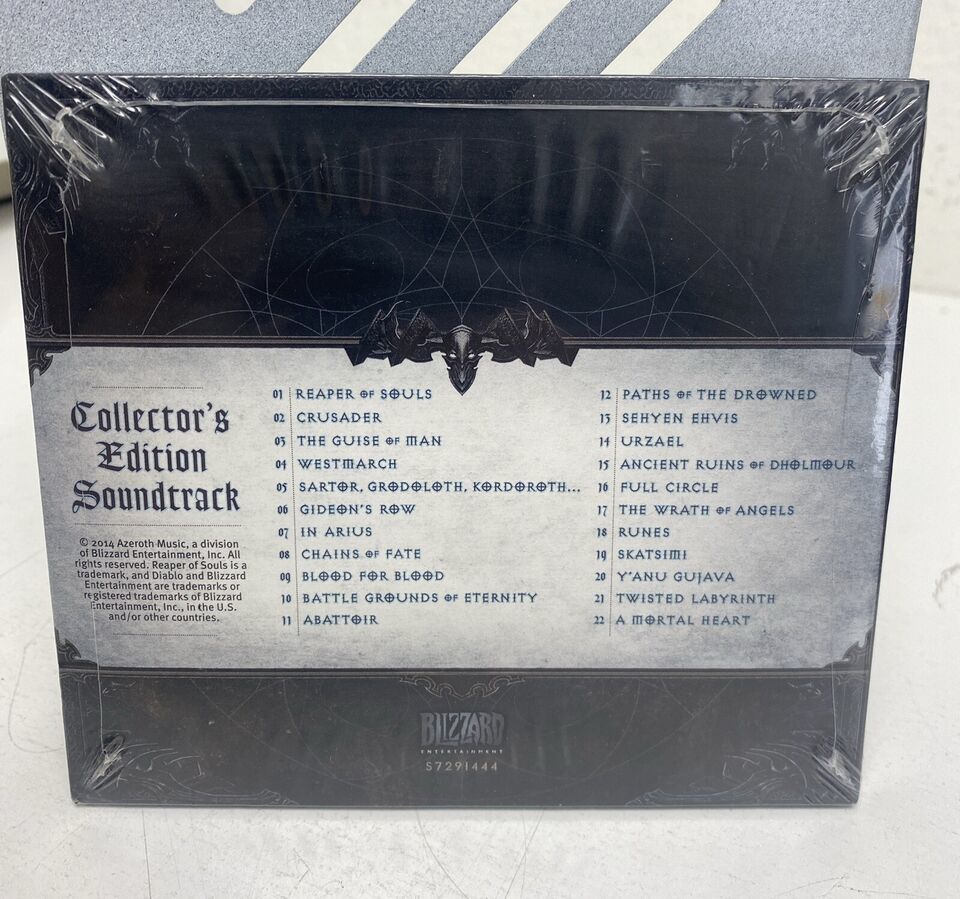 Collector's
Edition
Soundtrack
© 2014 Azeroth Music, a division
of Blizzard Entertainment, Inc. All
rights reserved. Reaper of Souls is a
trademark, and Diablo and Blizzard
Entertainment are trademarks or
registered trademarks of Blizzard
Entertainment, Inc., in the U.S.
and/or other countries.
01 REAPER OF SOULS
02 CRUSADER
03 THE GUISE OF MAN
04 WESTMARCH
05 SARTOR, GRODOLOTH, KORDOROTH...
06 GIDEON'S ROW
07 IN ARIUS
08 CHAINS OF FATE
09 BLOOD FOR BLOOD
10 BATTLE GROUNDS OF ETERNITY
11 ABATTOIR
12 PATHS OF THE DROWNED
13 SEHYEN EHVIS
14 URZAEL
15 ANCIENT RUINS OF DHOLMOUR
16 FULL CIRCLE
17 THE WRATH OF ANGELS
18 RUNES
19 SKATSIMI
20 Y'ANU GUJAVA
21 TWISTED LABYRINTH
22 A MORTAL HEART
BLIZZARD
ENTERTAINMENT
S7291444